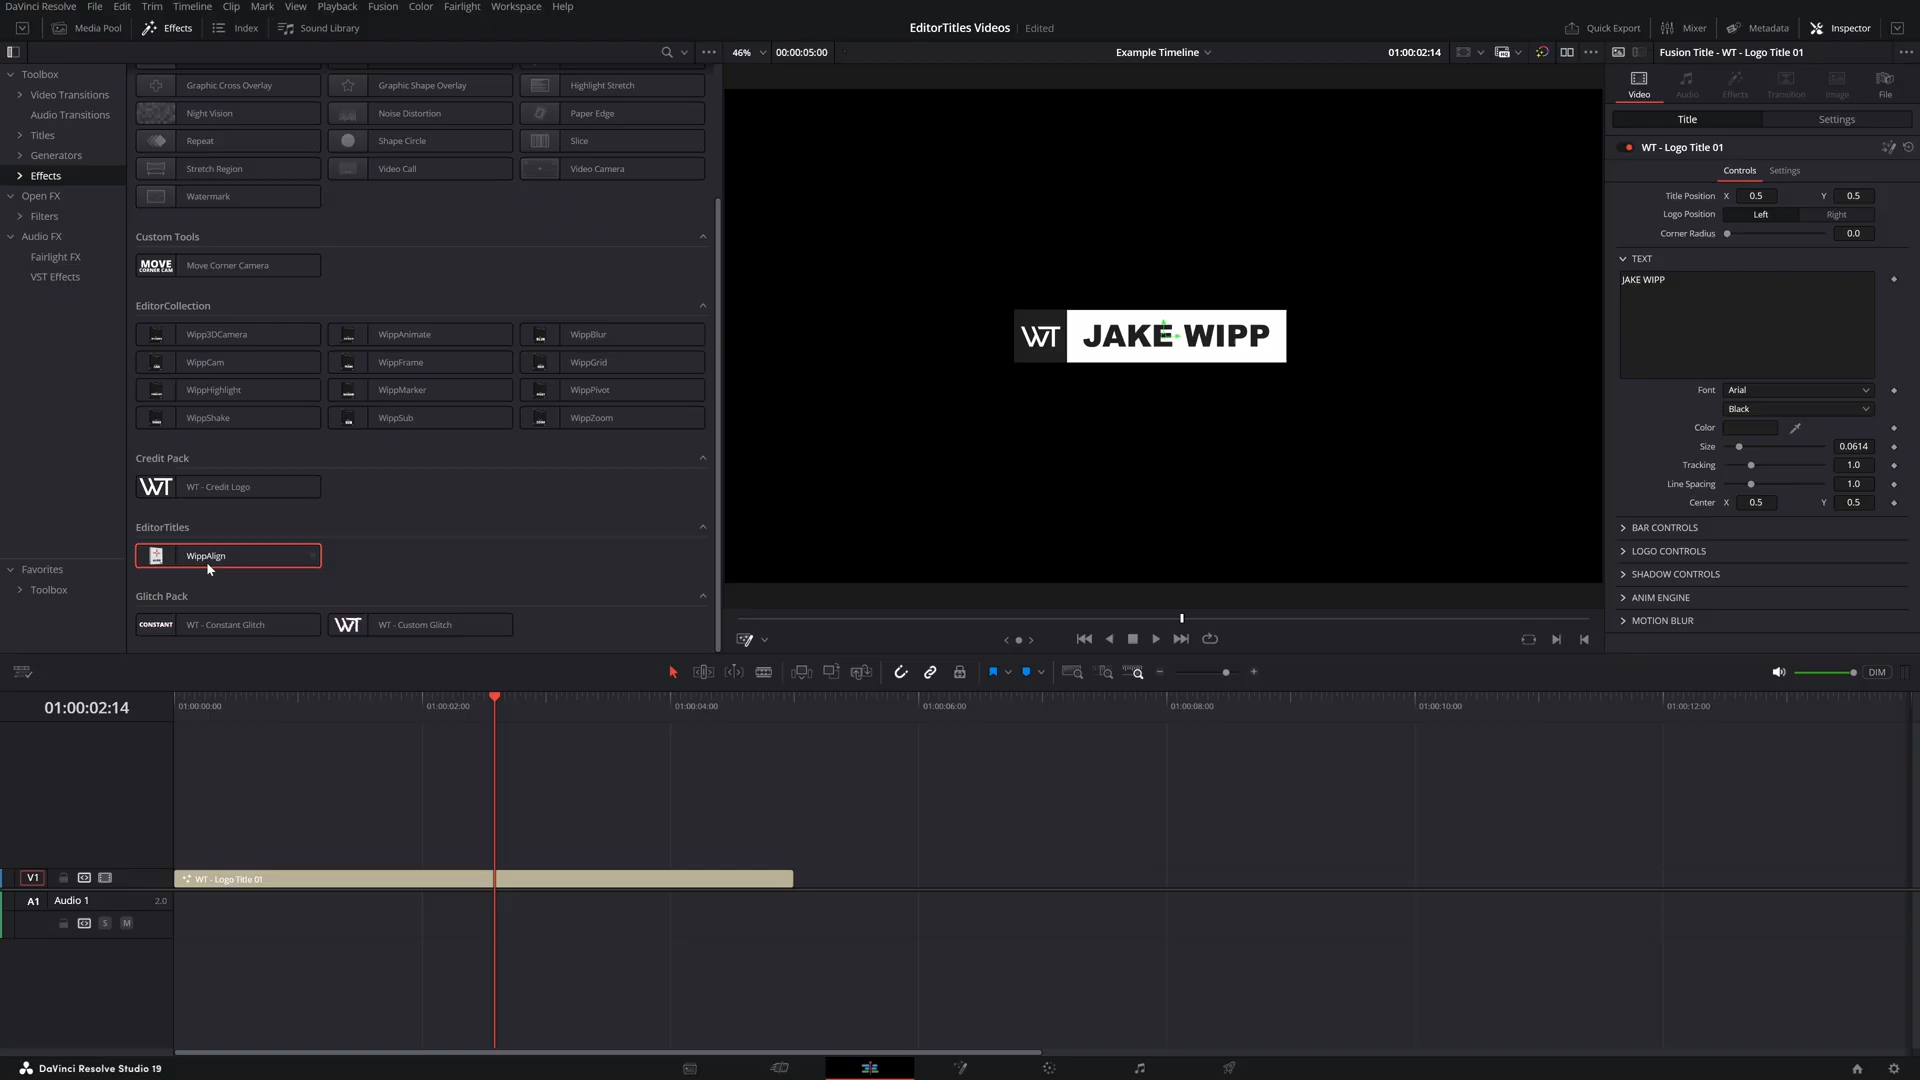 DaVinci Resolve File Edit Trim Timeline Clip Mark View Playback Fusion Color Fairlight Workspace Help
Media Pool Effects Index Sound Library EditorTitles Videos Edited Quick Export Mixer Metadata Inspector
46% 00:00:05:00 Example Timeline 01:00:02:14 Fusion Title - WT - Logo Title 01
Toolbox
Video Transitions
Audio Transitions
Titles
Generators
Effects
Open FX
Filters
Audio FX
Fairlight FX
VST Effects
Favorites
Toolbox
Graphic Cross Overlay Graphic Shape Overlay Highlight Stretch
Night Vision Noise Distortion Paper Edge
Repeat Shape Circle Slice
Stretch Region Video Call Video Camera
Watermark
Custom Tools
MOVE
CORNER CAM
Move Corner Camera
EditorCollection
Wipp3DCamera WippAnimate WippBlur
WippCam WippFrame WippGrid
WippHighlight WippMarker WippPivot
WippShake WippSub WippZoom
Credit Pack
WT WT - Credit Logo
EditorTitles
WippAlign
Glitch Pack
CONSTANT WT - Constant Glitch WT WT - Custom Glitch
WT JAKE WIPP
Video Audio Effects Transition Image File
Title Settings
WT - Logo Title 01
Controls Settings
Title Position X 0.5 Y 0.5
Logo Position Left Right
Corner Radius 0.0
TEXT
JAKE WIPP
Font Arial
Black
Color
Size 0.0614
Tracking 1.0
Line Spacing 1.0
Center X 0.5 Y 0.5
BAR CONTROLS
LOGO CONTROLS
SHADOW CONTROLS
ANIM ENGINE
MOTION BLUR
DIM
01:00:02:14
01:00:00:00 01:00:02:00 01:00:04:00 01:00:06:00 01:00:08:00 01:00:10:00 01:00:12:00
V1 WT - Logo Title 01
A1 Audio 1 2.0
S M
DaVinci Resolve Studio 19